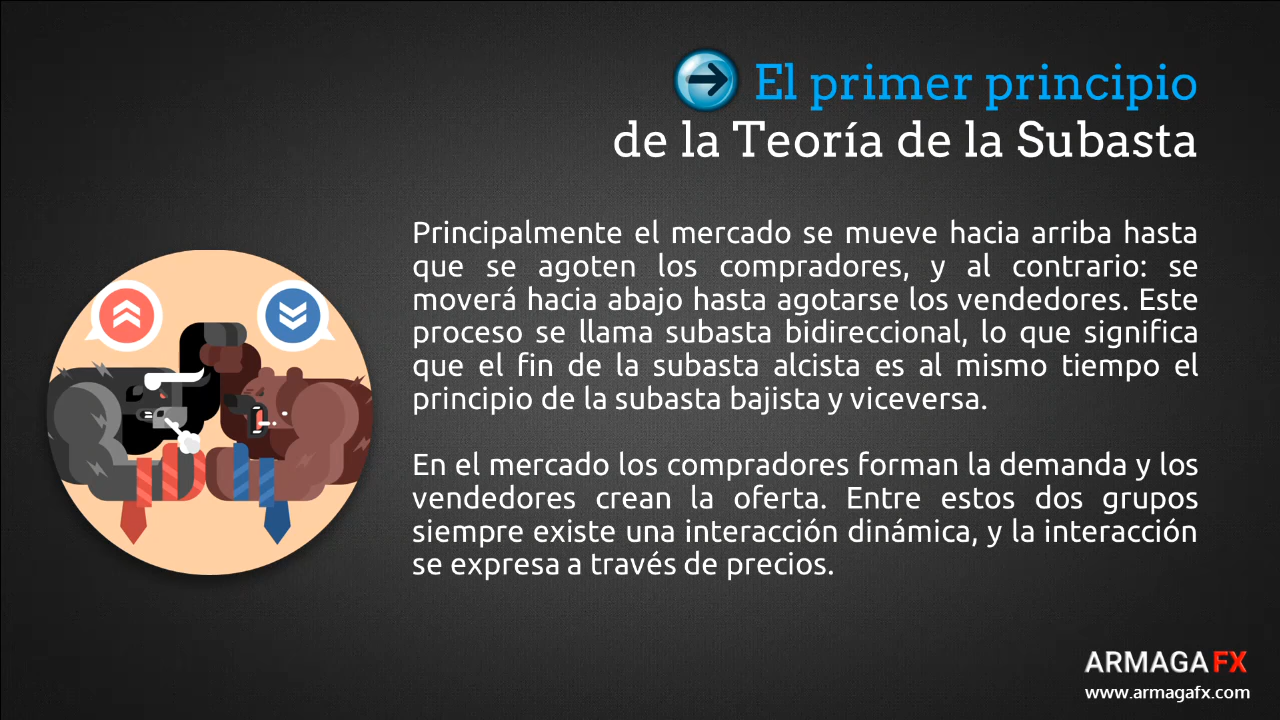 El primer principio
de la Teoría de la Subasta
Principalmente el mercado se mueve hacia arriba hasta
que se agoten los compradores, y al contrario: se
moverá hacia abajo hasta agotarse los vendedores. Este
proceso se llama subasta bidireccional, lo que significa
que el fin de la subasta alcista es al mismo tiempo el
principio de la subasta bajista y viceversa.
En el mercado los compradores forman la demanda y los
vendedores crean la oferta. Entre estos dos grupos
siempre existe una interacción dinámica, y la interacción
se expresa a través de precios.
ARMAGA FX
www.armagafx.com